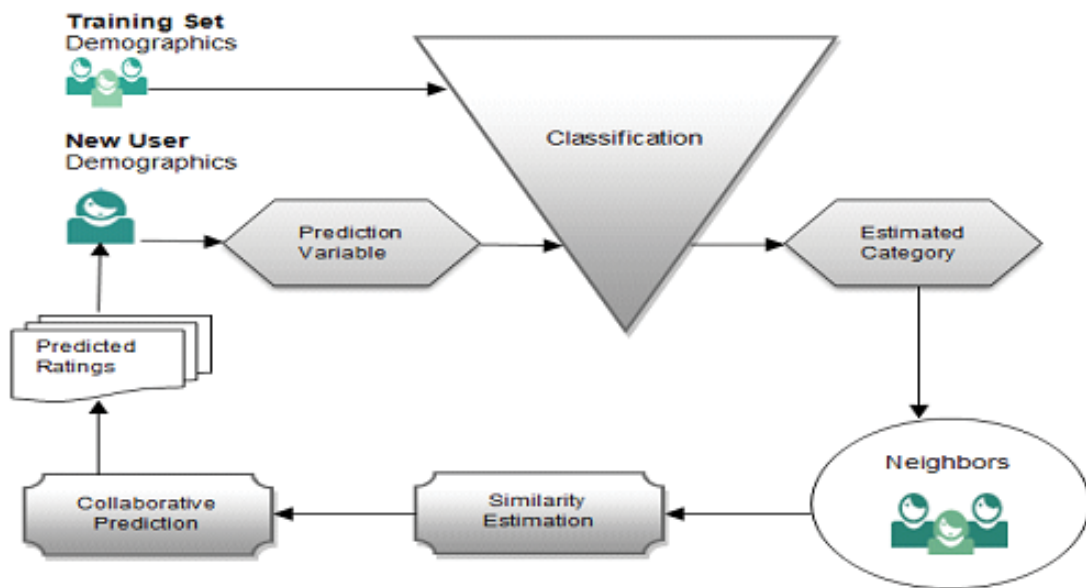 Training Set
Demographics
Classification
New User
Demographics
Prediction
Variable
Estimated
Category
Predicted
Ratings
Neighbors
Similarity
Estimation
Collaborative
Prediction